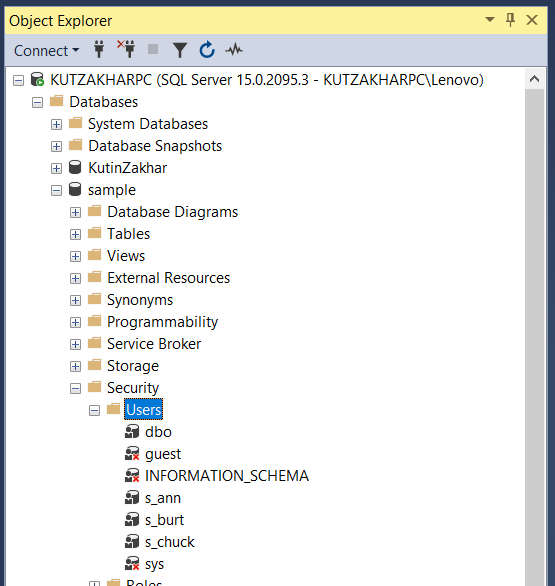 Object Explorer
Connect
KUTZAKHARPC (SQL Server 15.0.2095.3 - KUTZAKHARPC\Lenovo)
Databases
System Databases
Database Snapshots
KutinZakhar
sample
Database Diagrams
Tables
Views
External Resources
Synonyms
Programmability
Service Broker
Storage
Security
Users
dbo
guest
INFORMATION_SCHEMA
s_ann
s_burt
s_chuck
sys
Roles